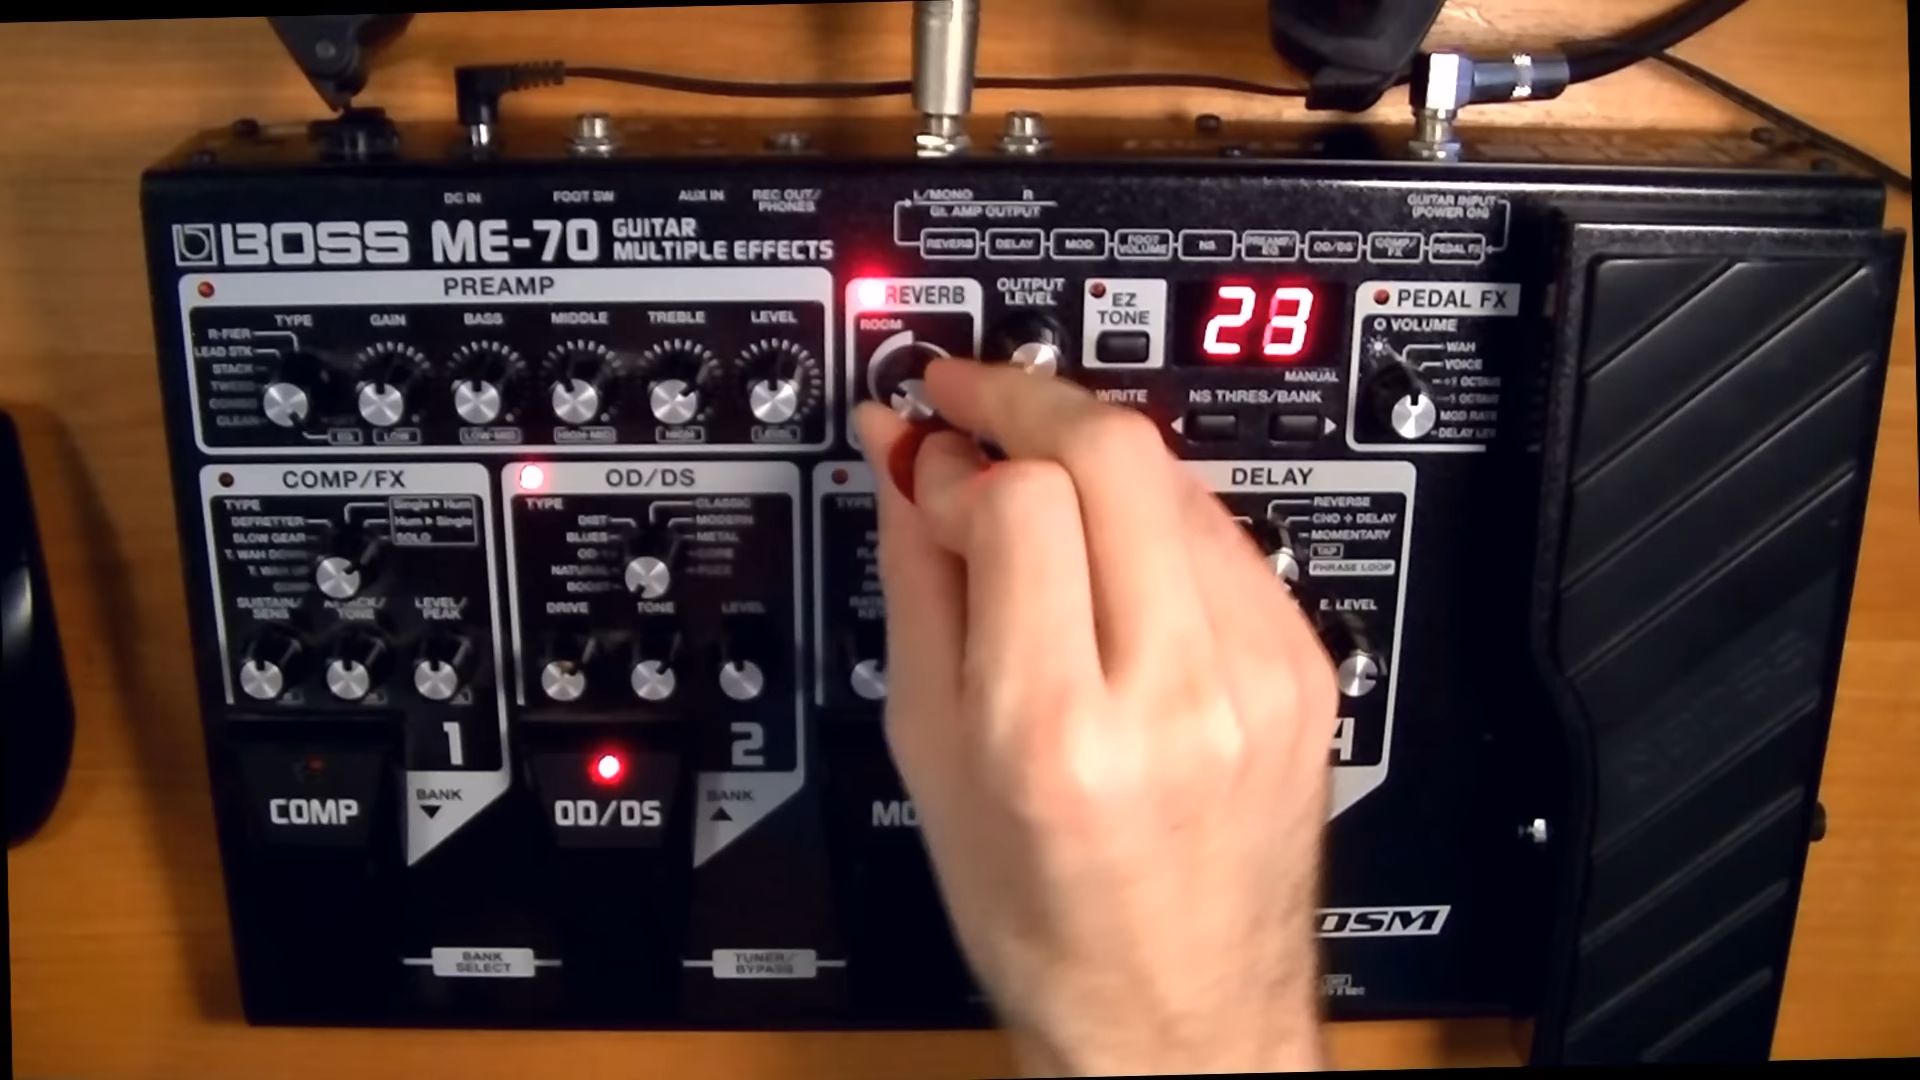 DC IN
FOOT SW
AUX IN
REC OUT/
PHONES
L/MONO R
Gt. AMP OUTPUT
GUITAR INPUT
(POWER ON)
BOSS ME-70 GUITAR
MULTIPLE EFFECTS
REVERB DELAY MOD FOOT VOLUME NS PREAMP/EQ OD/DS COMP/FX PEDAL FX
PREAMP
TYPE GAIN BASS MIDDLE TREBLE LEVEL
R-FIER
LEAD STK
STACK
TWEED
COMBO
CLEAN
EQ LOW LOW-MID HIGH-MID HIGH LEVEL
REVERB
ROOM
OUTPUT
LEVEL
EZ
TONE
WRITE
23
MANUAL
NS THRES/BANK
PEDAL FX
VOLUME
WAH
VOICE
+1 OCTAVE
-1 OCTAVE
MOD RATE
DELAY LEV
COMP/FX
TYPE
Single ▶ Hum
Hum ▶ Single
SOLO
DEFRETTER
SLOW GEAR
T. WAH DOWN
T. WAH UP
COMP
SUSTAIN/
SENS
ATTACK/
TONE
LEVEL/
PEAK
1
COMP
BANK
OD/DS
TYPE
CLASSIC
MODERN
METAL
CORE
FUZZ
DIST
BLUES
OD-1
NATURAL
BOOST
DRIVE TONE LEVEL
2
OD/DS
BANK
MO
DELAY
REVERSE
CHO + DELAY
MOMENTARY
TAP
PHRASE LOOP
E. LEVEL
4
BANK
SELECT
TUNER/
BYPASS
OSM